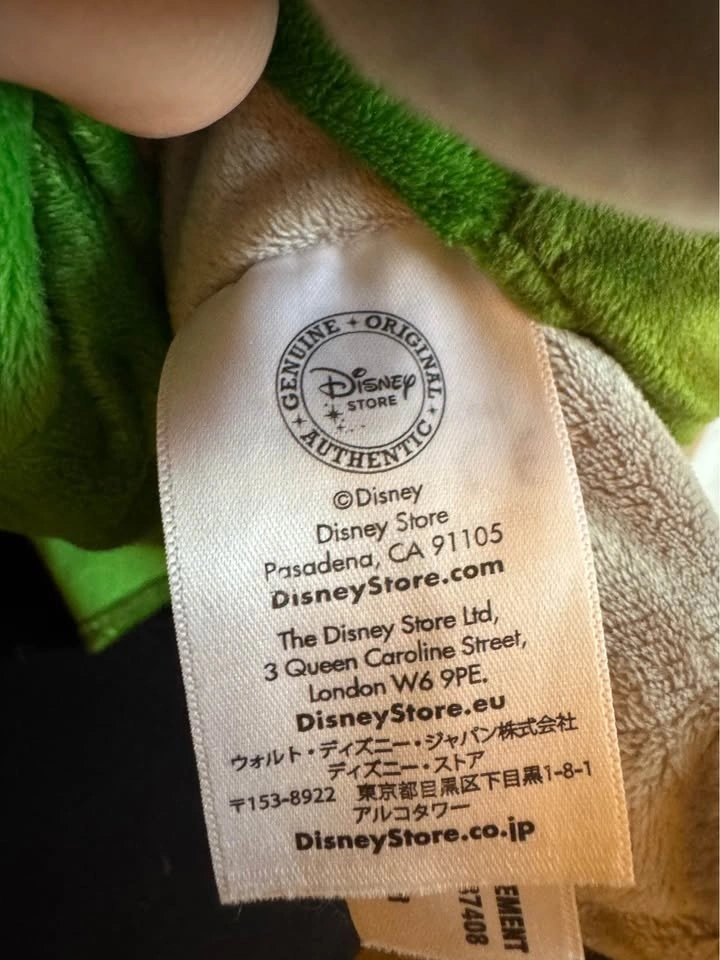 GENUINE ORIGINAL
Disney
STORE
AUTHENTIC
©Disney
Disney Store
Pasadena, CA 91105
DisneyStore.com
The Disney Store Ltd,
3 Queen Caroline Street,
London W6 9PE.
DisneyStore.eu
ウォルト・ディズニー・ジャパン株式会社
ディズニー・ストア
〒153-8922 東京都目黒区下目黒1-8-1
アルコタワー
DisneyStore.co.jp
EMENT
37408